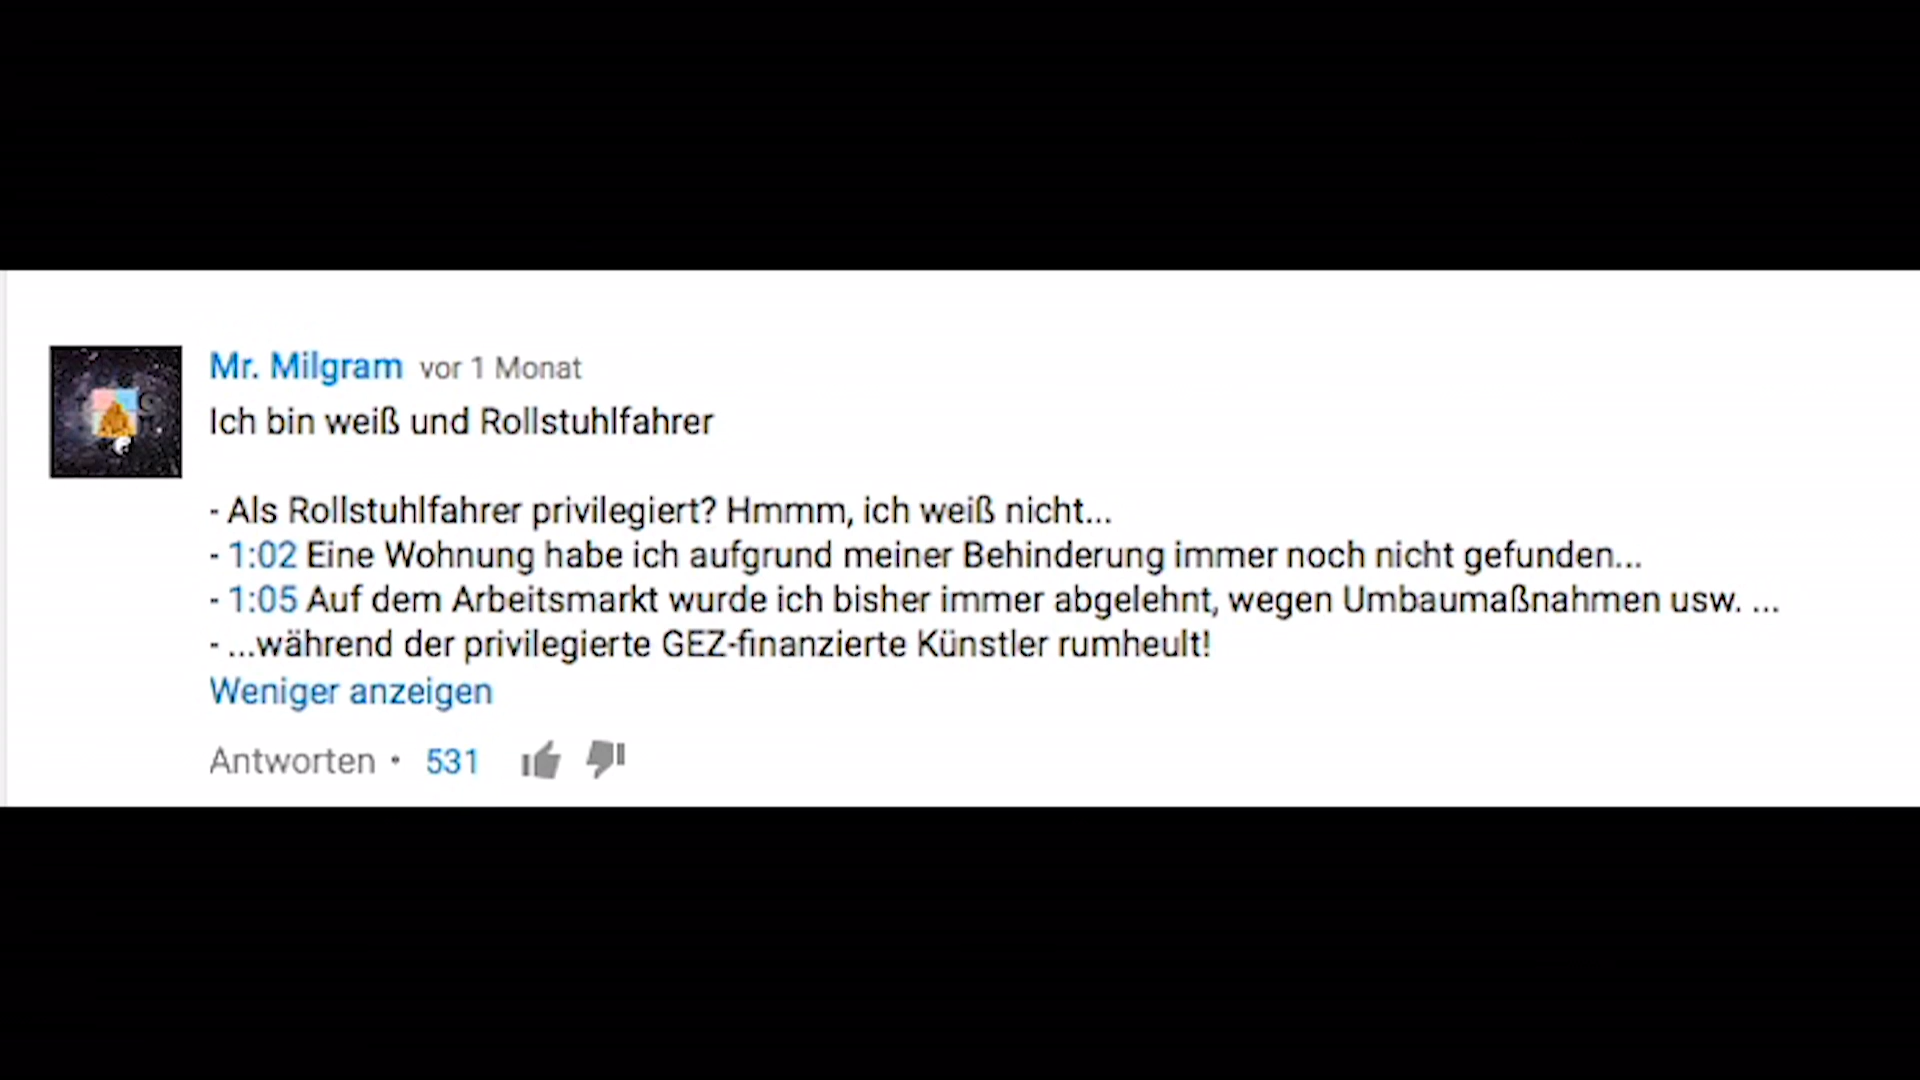 Mr. Milgram vor 1 Monat
Ich bin weiß und Rollstuhlfahrer
- Als Rollstuhlfahrer privilegiert? Hmmm, ich weiß nicht...
- 1:02 Eine Wohnung habe ich aufgrund meiner Behinderung immer noch nicht gefunden...
- 1:05 Auf dem Arbeitsmarkt wurde ich bisher immer abgelehnt, wegen Umbaumaßnahmen usw. ...
- ...während der privilegierte GEZ-finanzierte Künstler rumheult!
Weniger anzeigen
Antworten • 531